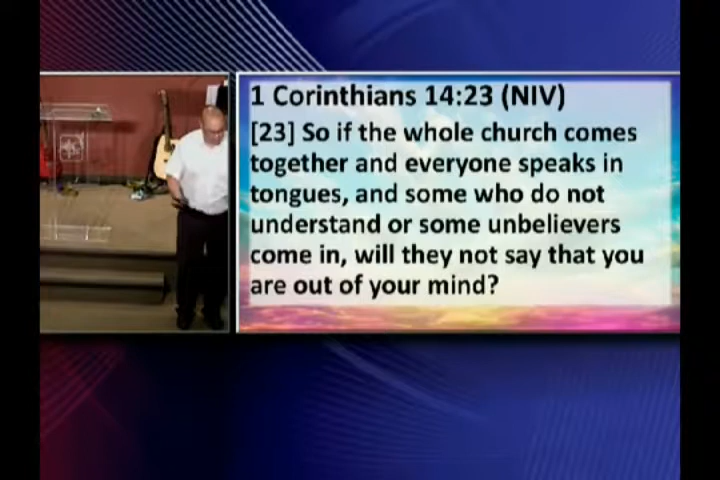 1 Corinthians 14:23 (NIV)
[23] So if the whole church comes
together and everyone speaks in
tongues, and some who do not
understand or some unbelievers
come in, will they not say that you
are out of your mind?